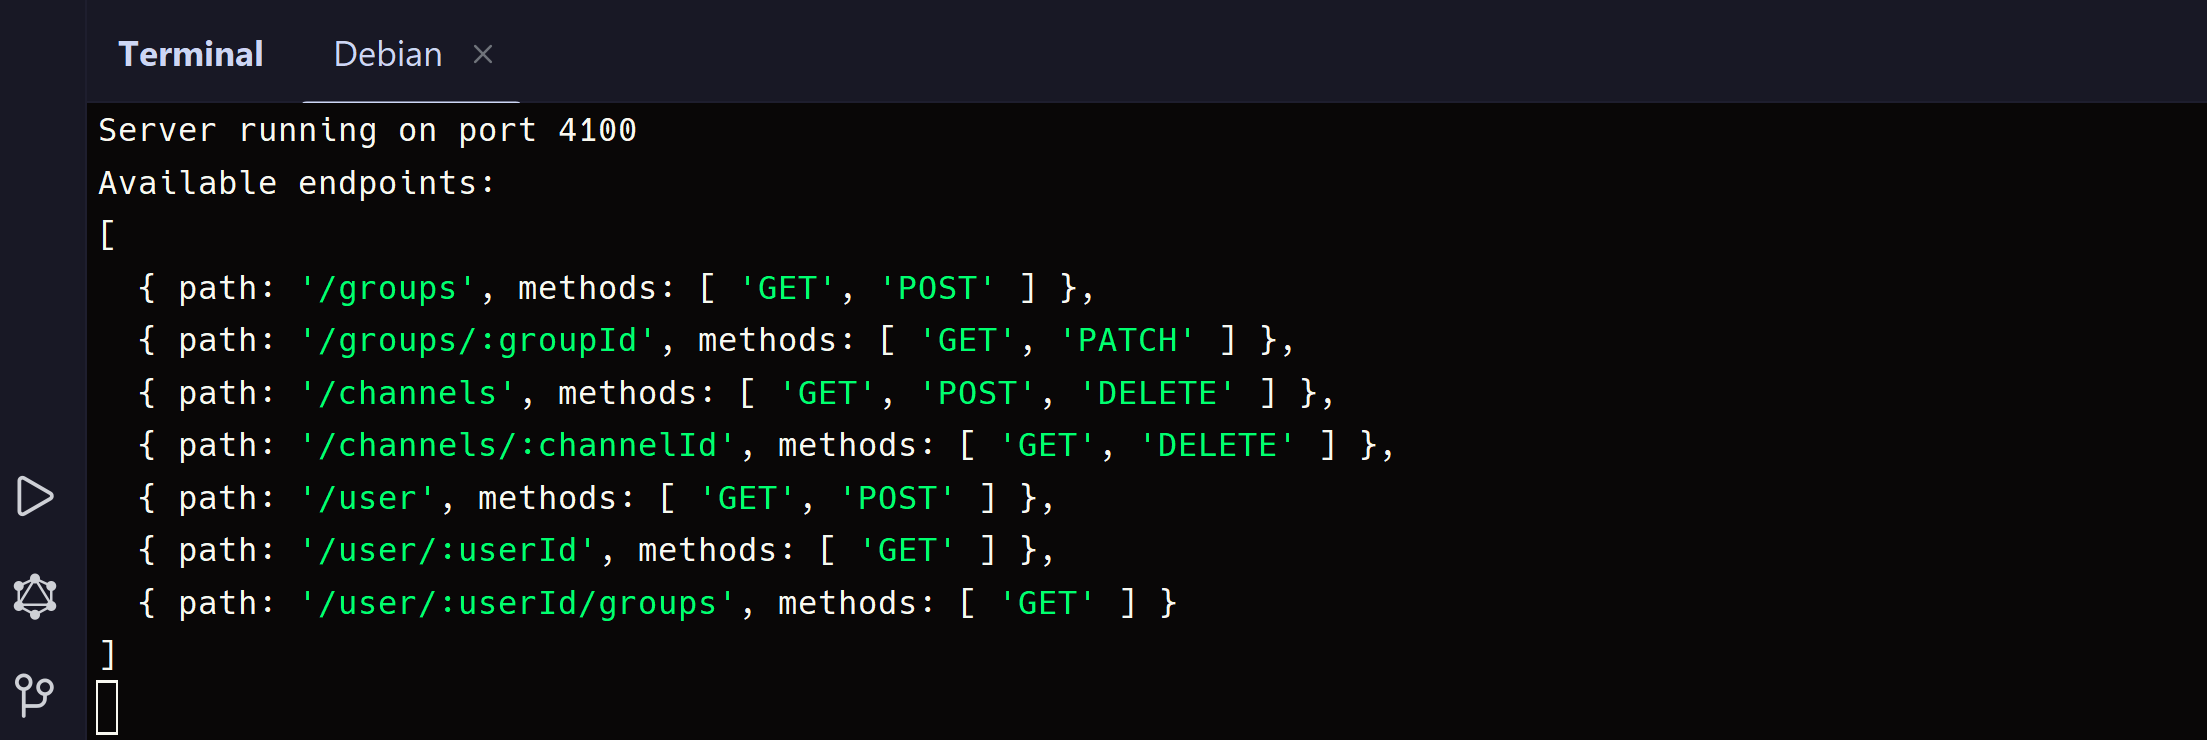 Terminal Debian ×
Server running on port 4100
Available endpoints:
[
  { path: '/groups', methods: [ 'GET', 'POST' ] },
  { path: '/groups/:groupId', methods: [ 'GET', 'PATCH' ] },
  { path: '/channels', methods: [ 'GET', 'POST', 'DELETE' ] },
  { path: '/channels/:channelId', methods: [ 'GET', 'DELETE' ] },
  { path: '/user', methods: [ 'GET', 'POST' ] },
  { path: '/user/:userId', methods: [ 'GET' ] },
  { path: '/user/:userId/groups', methods: [ 'GET' ] }
]